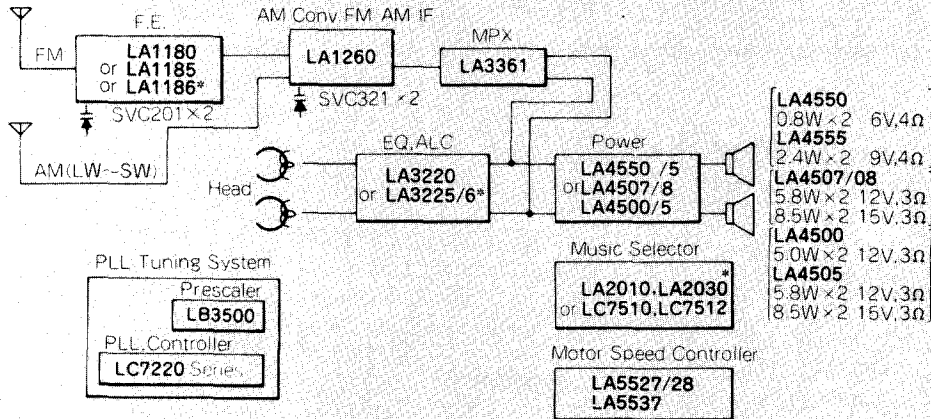 F.E
FM
LA1180
or LA1185
or LA1186*
SVC201×2
AM(LW~SW)
AM Conv.FM AM IF
LA1260
SVC321×2
MPX
LA3361
Head
EQ,ALC
LA3220
or LA3225/6*
Power
LA4550 /5
or LA4507/8
LA4500/5
LA4550
0.8W×2 6V,4Ω
LA4555
2.4W×2 9V,4Ω
LA4507/08
5.8W×2 12V,3Ω
8.5W×2 15V,3Ω
LA4500
5.0W×2 12V,3Ω
LA4505
5.8W×2 12V,3Ω
8.5W×2 15V,3Ω
PLL Tuning System
Prescaler
LB3500
PLL Controller
LC7220 Series
Music Selector
*
LA2010,LA2030
or LC7510,LC7512
Motor Speed Controller
LA5527/28
LA5537